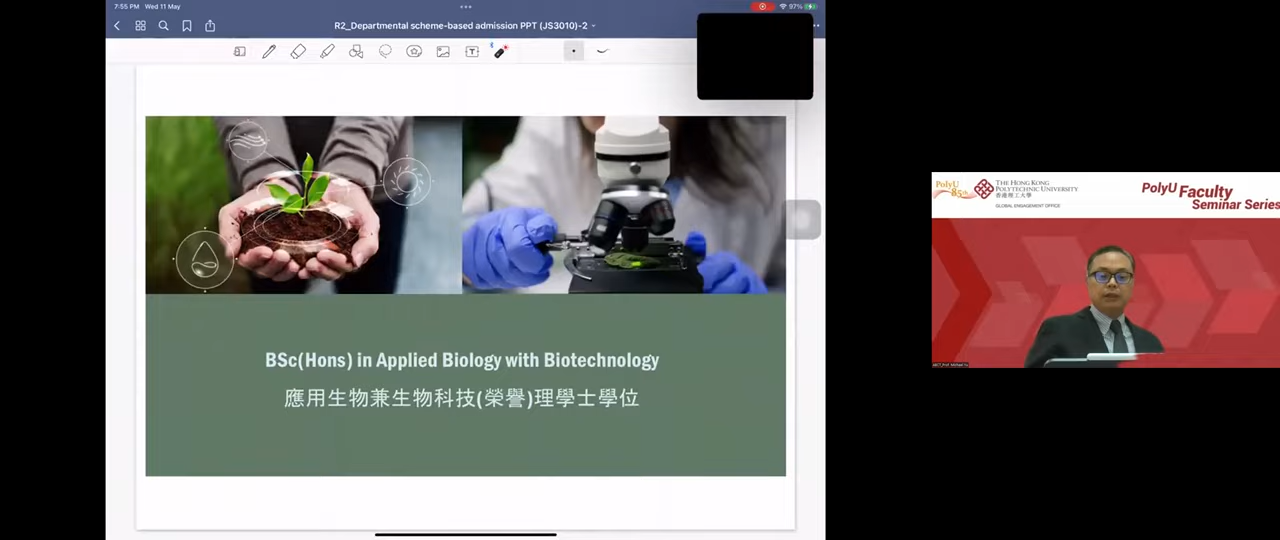 7:55 PM Wed 11 May
97%
R2_Departmental scheme-based admission PPT (JS3010)-2
T
BSc(Hons) in Applied Biology with Biotechnology
應用生物兼生物科技(榮譽)理學士學位
PolyU
85th
THE HONG KONG
POLYTECHNIC UNIVERSITY
香港理工大學
GLOBAL ENGAGEMENT OFFICE
PolyU Faculty
Seminar Series